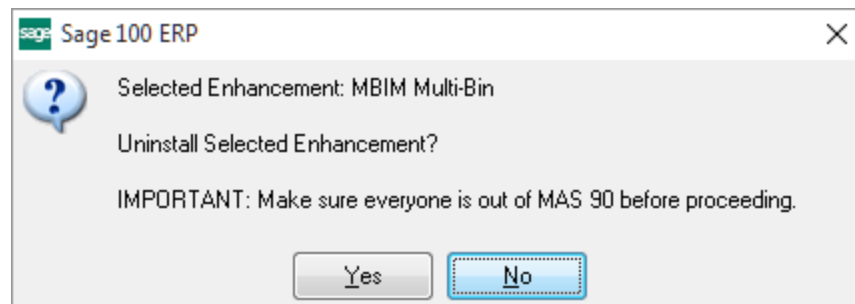 sage Sage 100 ERP
?
Selected Enhancement: MBIM Multi-Bin
Uninstall Selected Enhancement?
IMPORTANT: Make sure everyone is out of MAS 90 before proceeding.
Yes No